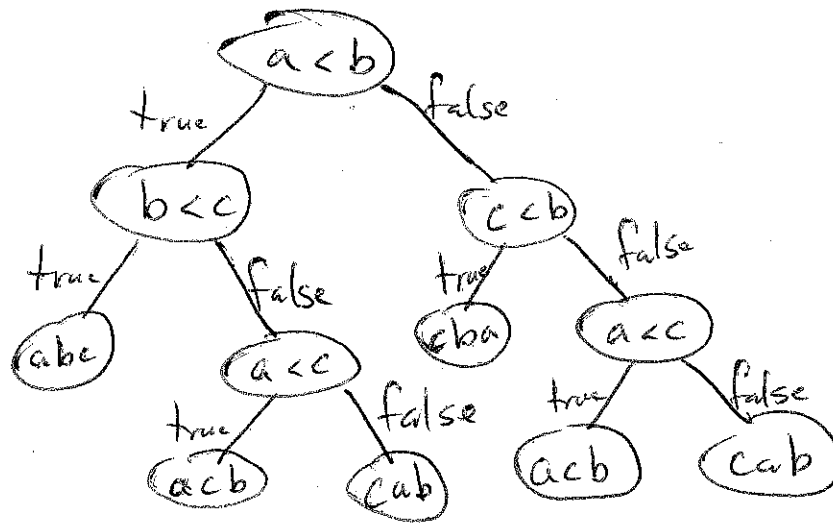 a < b
true false
b < c c < b
true false true false
abc a < c cba a < c
true false true false
acb cab acb cab